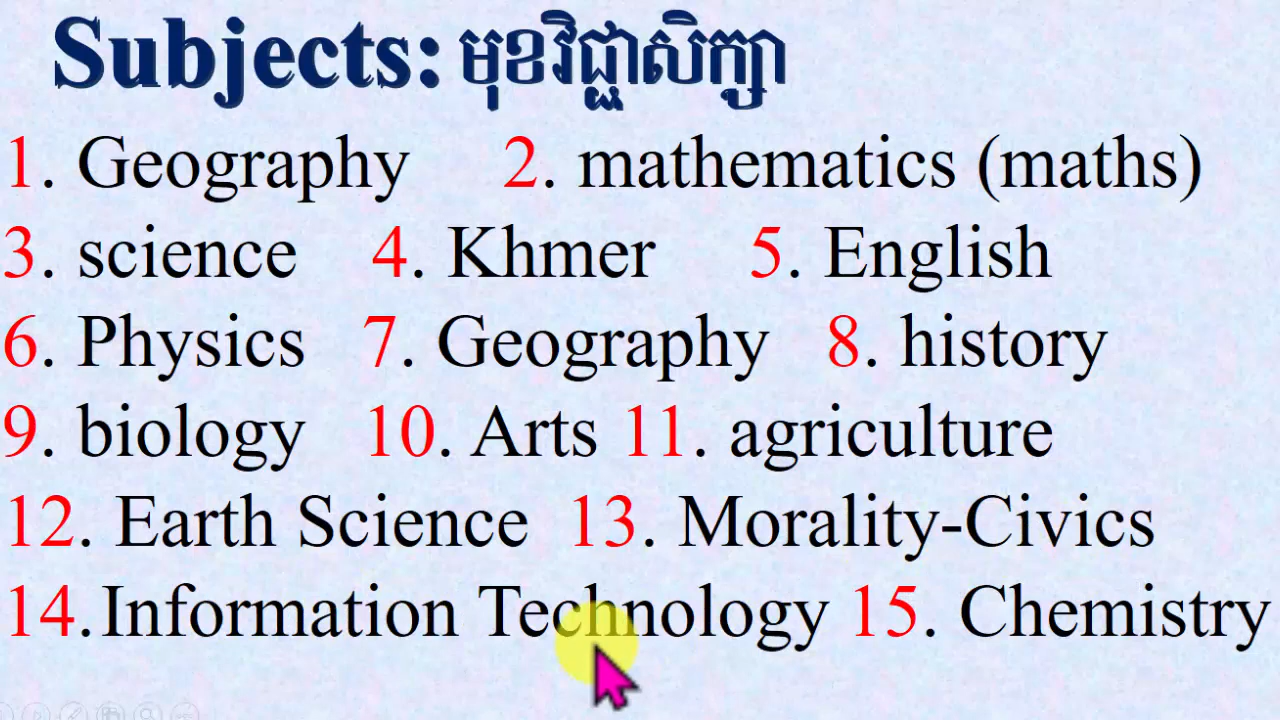 Subjects: មុខវិជ្ជាសិក្សា
1. Geography 2. mathematics (maths)
3. science 4. Khmer 5. English
6. Physics 7. Geography 8. history
9. biology 10. Arts 11. agriculture
12. Earth Science 13. Morality-Civics
14. Information Technology 15. Chemistry